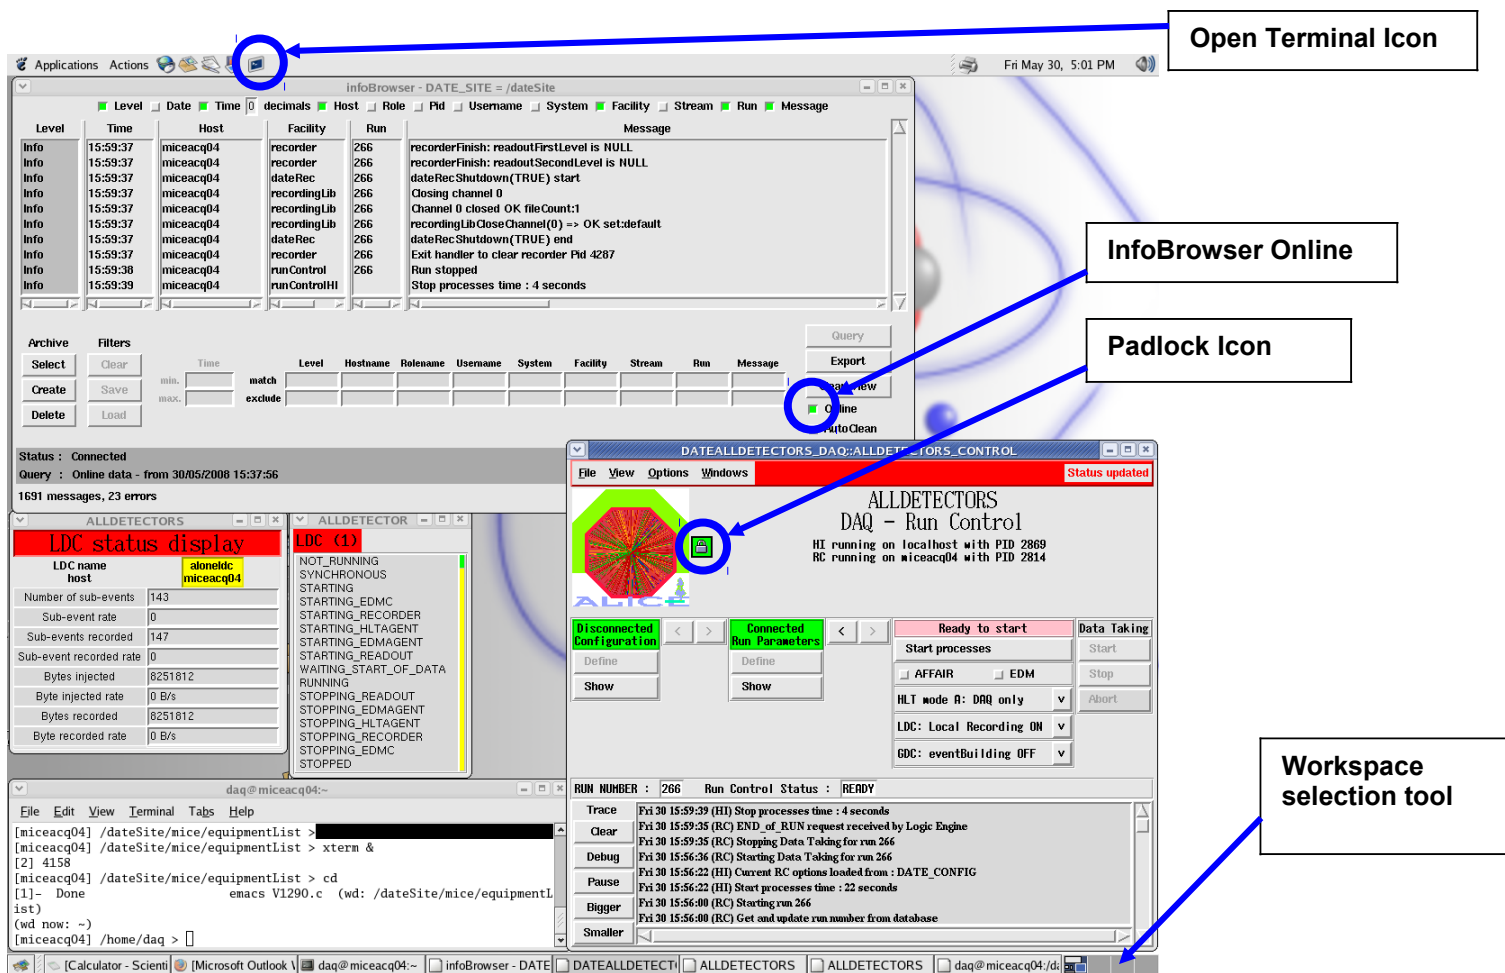 Open Terminal Icon
Applications Actions
Fri May 30, 5:01 PM
infoBrowser - DATE_SITE = /dateSite
Level Date Time 0 decimals Host Role Pid Username System Facility Stream Run Message
Level Time Host Facility Run Message
Info 15:59:37 miceacq04 recorder 266 recorderFinish: readoutFirstLevel is NULL
Info 15:59:37 miceacq04 recorder 266 recorderFinish: readoutSecondLevel is NULL
Info 15:59:37 miceacq04 dateRec 266 dateRecShutdown(TRUE) start
Info 15:59:37 miceacq04 recordingLib 266 Closing channel 0
Info 15:59:37 miceacq04 recordingLib 266 Channel 0 closed OK fileCount:1
Info 15:59:37 miceacq04 recordingLib 266 recordingLibCloseChannel(0) => OK set:default
Info 15:59:37 miceacq04 dateRec 266 dateRecShutdown(TRUE) end
Info 15:59:37 miceacq04 recorder 266 Exit handler to clear recorder Pid 4287
Info 15:59:38 miceacq04 runControl 266 Run stopped
Info 15:59:39 miceacq04 runControlHI Stop processes time : 4 seconds
InfoBrowser Online
Padlock Icon
Archive Filters
Query
Select Clear Time Level Hostname Rolename Username System Facility Stream Run Message Export
Create Save min. match
Delete Load max. exclude
Online
AutoClean
Status : Connected
Query : Online data - from 30/05/2008 15:37:56
1691 messages, 23 errors
ALLDETECTORS
LDC status display
LDC name aloneldc
host miceacq04
Number of sub-events 143
Sub-event rate 0
Sub-events recorded 147
Sub-event recorded rate 0
Bytes injected 8251812
Byte injected rate 0 B/s
Bytes recorded 8251812
Byte recorded rate 0 B/s
ALLDETECTOR
LDC (1)
NOT_RUNNING
SYNCHRONOUS
STARTING
STARTING_EDMC
STARTING_RECORDER
STARTING_HLTAGENT
STARTING_EDMAGENT
STARTING_READOUT
WAITING_START_OF_DATA
RUNNING
STOPPING_READOUT
STOPPING_EDMAGENT
STOPPING_HLTAGENT
STOPPING_RECORDER
STOPPING_EDMC
STOPPED
DATEALLDETECTORS_DAQ::ALLDETECTORS_CONTROL
File View Options Windows Status updated
ALLDETECTORS
DAQ - Run Control
HI running on localhost with PID 2869
RC running on miceacq04 with PID 2814
ALICE
Disconnected Configuration < > Connected Run Parameters < > Ready to start Data Taking
Define Define Start processes Start
Show Show AFFAIR EDM Stop
HLT mode A: DAQ only v Abort
LDC: Local Recording ON v
GDC: eventBuilding OFF v
RUN NUMBER : 266 Run Control Status : READY
Trace
Clear
Debug
Pause
Bigger
Smaller
Fri 30 15:59:39 (HI) Stop processes time : 4 seconds
Fri 30 15:59:35 (RC) END_of_RUN request received by Logic Engine
Fri 30 15:59:35 (RC) Stopping Data Taking for run 266
Fri 30 15:56:36 (RC) Starting Data Taking for run 266
Fri 30 15:56:22 (HI) Current RC options loaded from : DATE_CONFIG
Fri 30 15:56:22 (HI) Start processes time : 22 seconds
Fri 30 15:56:00 (RC) Starting run 266
Fri 30 15:56:00 (RC) Get and update run number from database
Workspace
selection tool
daq@miceacq04:~
File Edit View Terminal Tabs Help
[miceacq04] /dateSite/mice/equipmentList >
[miceacq04] /dateSite/mice/equipmentList > xterm &
[2] 4158
[miceacq04] /dateSite/mice/equipmentList > cd
[1]- Done emacs V1290.c (wd: /dateSite/mice/equipmentL
ist)
(wd now: ~)
[miceacq04] /home/daq >
[Calculator - Scienti [Microsoft Outlook \ daq@miceacq04:~ infoBrowser - DATE DATEALLDETECT ALLDETECTORS ALLDETECTORS daq@miceacq04:/da